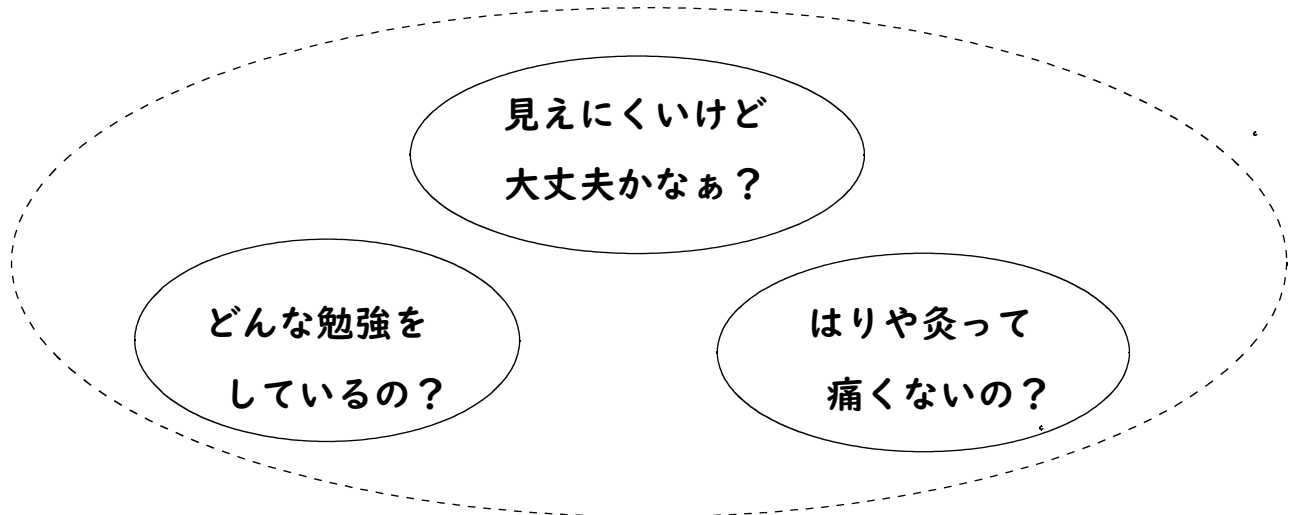 見えにくいけど
大丈夫かなぁ？
どんな勉強を
しているの？
はりや灸って
痛くないの？